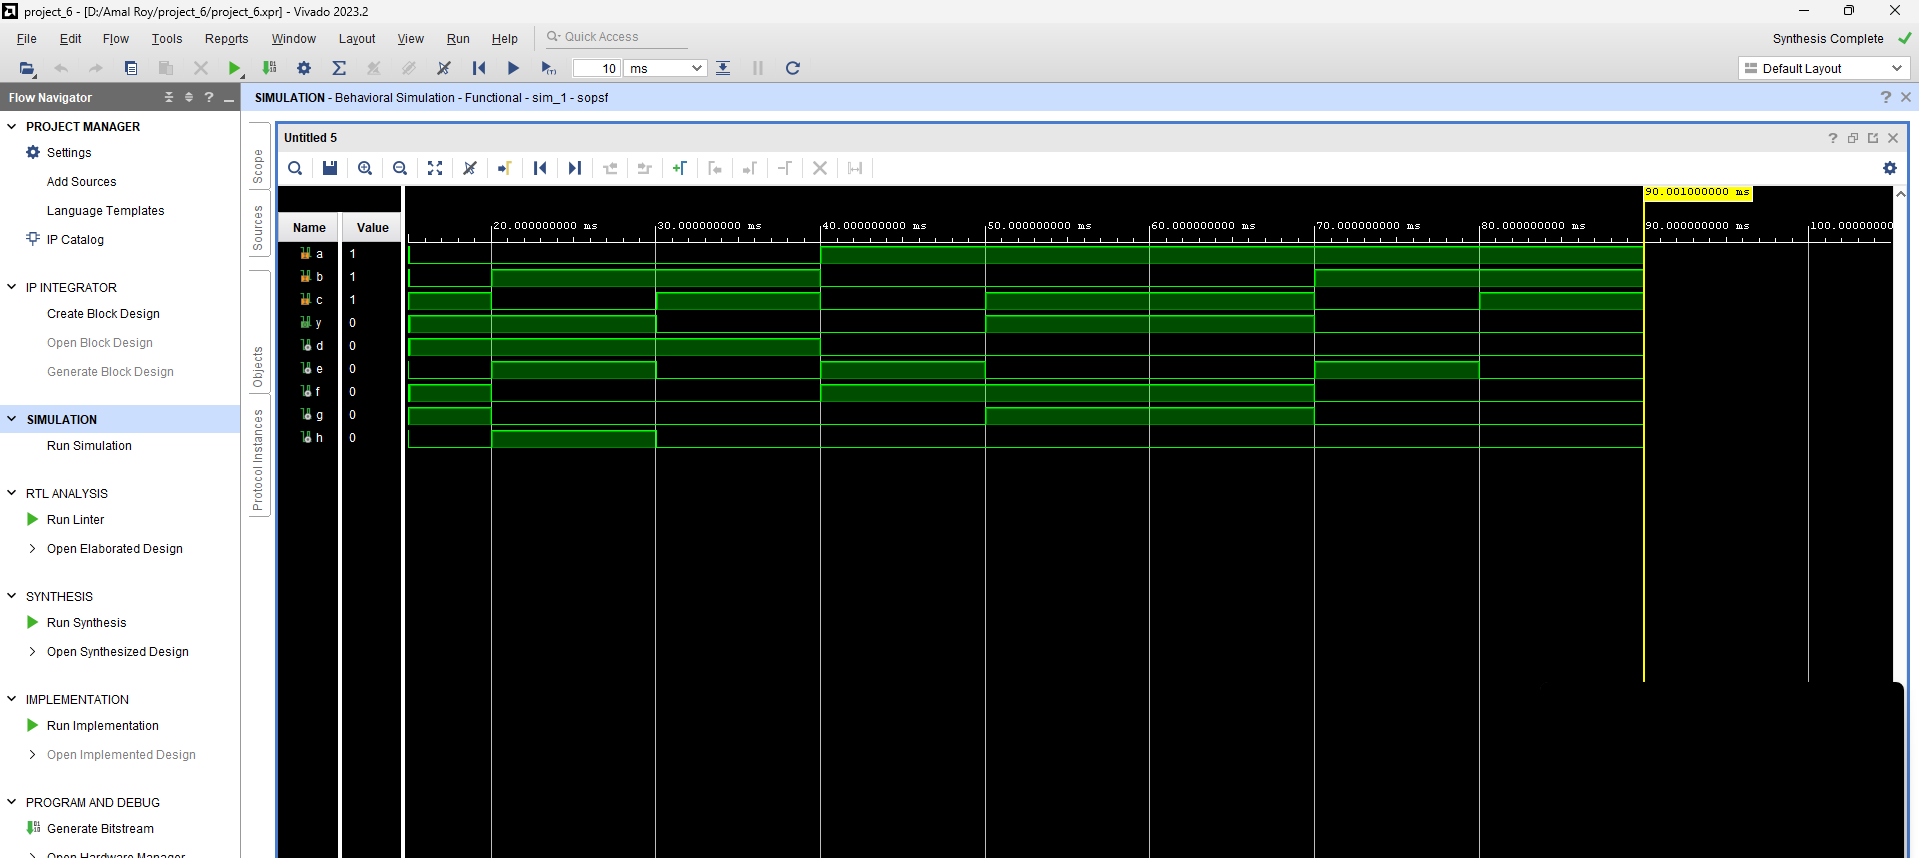 project_6 - [D:/Amal Roy/project_6/project_6.xpr] - Vivado 2023.2
File Edit Flow Tools Reports Window Layout View Run Help Quick Access
Synthesis Complete
10 ms
Default Layout
Flow Navigator
SIMULATION - Behavioral Simulation - Functional - sim_1 - sopsf
PROJECT MANAGER
Settings
Add Sources
Language Templates
IP Catalog
IP INTEGRATOR
Create Block Design
Open Block Design
Generate Block Design
SIMULATION
Run Simulation
RTL ANALYSIS
Run Linter
Open Elaborated Design
SYNTHESIS
Run Synthesis
Open Synthesized Design
IMPLEMENTATION
Run Implementation
Open Implemented Design
PROGRAM AND DEBUG
Generate Bitstream
Open Hardware Manager
Scope
Sources
Objects
Protocol Instances
Untitled 5
90.001000000 ms
Name Value
20.000000000 ms 30.000000000 ms 40.000000000 ms 50.000000000 ms 60.000000000 ms 70.000000000 ms 80.000000000 ms 90.000000000 ms 100.0000000
a 1
b 1
c 1
y 0
d 0
e 0
f 0
g 0
h 0